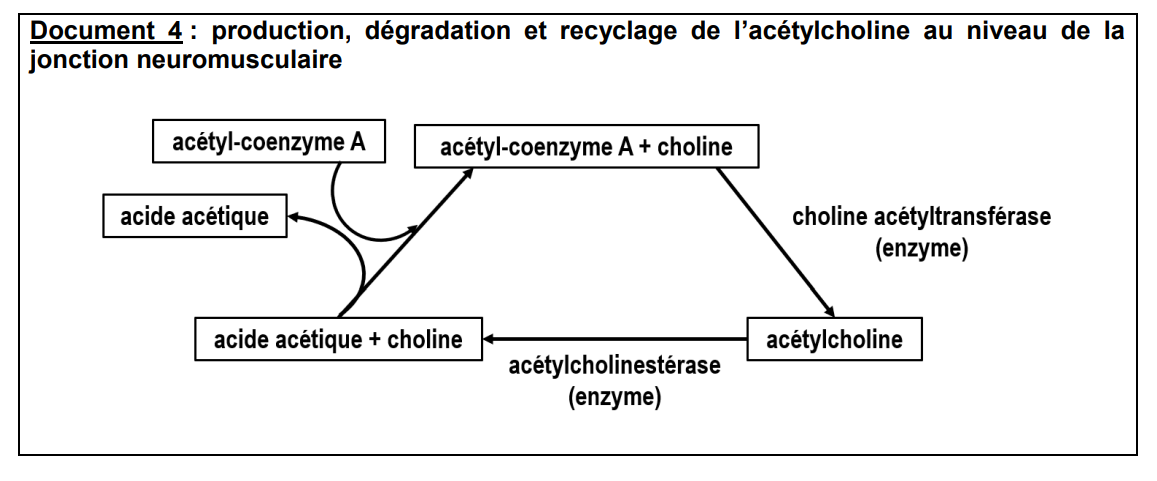 Document 4 : production, dégradation et recyclage de l’acétylcholine au niveau de la
jonction neuromusculaire
acétyl-coenzyme A
acétyl-coenzyme A + choline
acide acétique
choline acétyltransférase
(enzyme)
acide acétique + choline
acétylcholine
acétylcholinestérase
(enzyme)